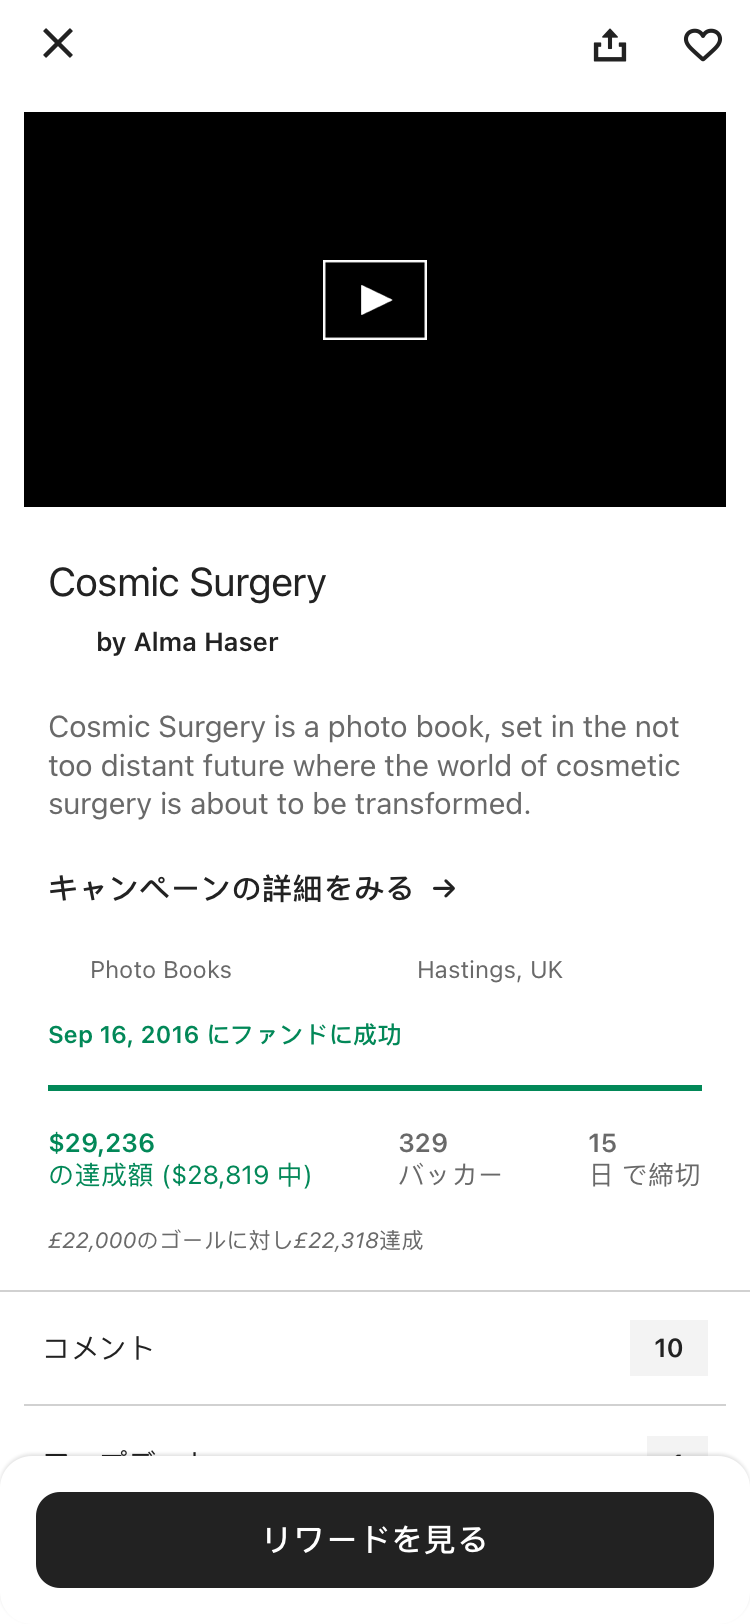 Cosmic Surgery
by Alma Haser
Cosmic Surgery is a photo book, set in the not
too distant future where the world of cosmetic
surgery is about to be transformed.
キャンペーンの詳細をみる →
Photo Books
Hastings, UK
Sep 16, 2016 にファンドに成功
$29,236
の達成額 ($28,819 中)
329
バッカー
15
日 で締切
£22,000のゴールに対し£22,318達成
コメント
10
リワードを見る